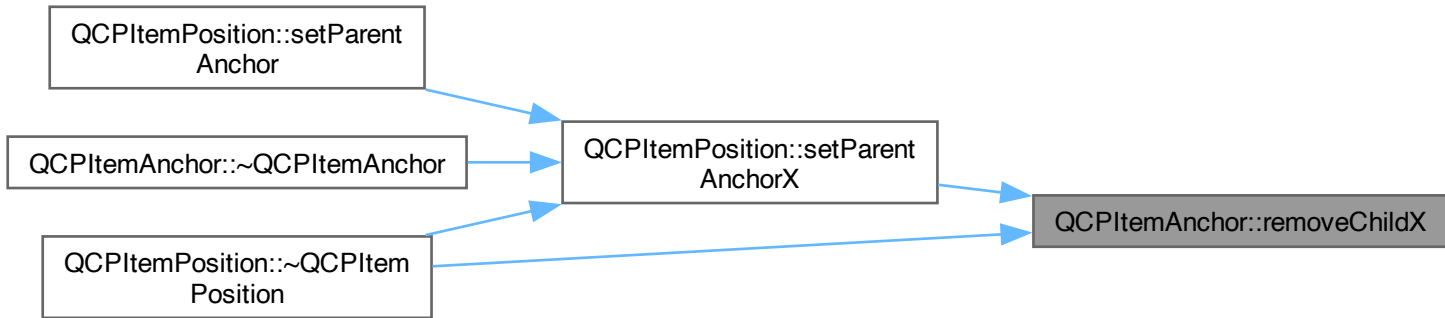 QCPItemPosition::setParent
Anchor
QCPItemAnchor::~QCPItemAnchor
QCPItemPosition::~QCPItem
Position
QCPItemPosition::setParent
AnchorX
QCPItemAnchor::removeChildX